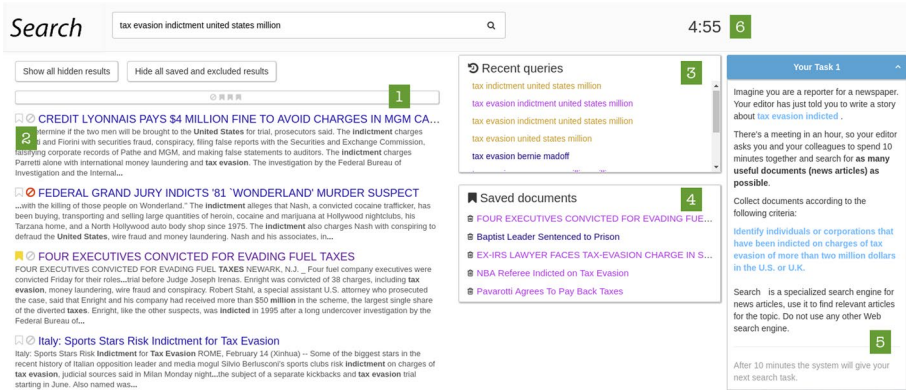 Search
tax evasion indictment united states million
4:55
6
Show all hidden results
Hide all saved and excluded results
1
CREDIT LYONNAIS PAYS $4 MILLION FINE TO AVOID CHARGES IN MGM CA...
2
determine if the two men will be brought to the United States for trial, prosecutors said. The indictment charges
and Fiorini with securities fraud, conspiracy, filing false reports with the Securities and Exchange Commission,
falsifying corporate records of Pathe and MGM, and making false statements to auditors. The indictment charges
Parretti alone with international money laundering and tax evasion. The investigation by the Federal Bureau of
Investigation and the Internal...
FEDERAL GRAND JURY INDICTS '81 `WONDERLAND' MURDER SUSPECT
...with the killing of those people on Wonderland." The indictment alleges that Nash, a convicted cocaine trafficker, has
been buying, transporting and selling large quantities of heroin, cocaine and marijuana at Hollywood nightclubs, his
Tarzana home, and a North Hollywood auto body shop since 1975. The indictment also charges Nash with conspiring to
defraud the United States, wire fraud and money laundering. Nash and his associates, in...
FOUR EXECUTIVES CONVICTED FOR EVADING FUEL TAXES
FOUR EXECUTIVES CONVICTED FOR EVADING FUEL TAXES NEWARK, N.J. _ Four fuel company executives were
convicted Friday for their roles...trial before Judge Joseph Irenas. Enright was convicted of 38 charges, including tax
evasion, money laundering, wire fraud and conspiracy. Robert Stahl, a special assistant U.S. attorney who prosecuted
the case, said that Enright and his company had received more than $50 million in the scheme, the largest single share
of the diverted taxes. Enright, like the other suspects, was indicted in 1995 after a long undercover investigation by the
Federal Bureau of...
Italy: Sports Stars Risk Indictment for Tax Evasion
Italy: Sports Stars Risk Indictment for Tax Evasion ROME, February 14 (Xinhua) -- Some of the biggest stars in the
recent history of Italian opposition leader and media mogul Silvio Berlusconi's sports clubs risk indictment on charges of
tax evasion, judicial sources said in Milan Monday night...the subject of a separate kickbacks and tax evasion trial
starting in June. Also named was...
Recent queries
3
tax indictment united states million
tax evasion indictment united states million
tax evasion indictment united states million
tax evasion united states million
tax evasion bernie madoff
Saved documents
4
FOUR EXECUTIVES CONVICTED FOR EVADING FUE...
Baptist Leader Sentenced to Prison
EX-IRS LAWYER FACES TAX-EVASION CHARGE IN S...
NBA Referee Indicted on Tax Evasion
Pavarotti Agrees To Pay Back Taxes
Your Task 1
Imagine you are a reporter for a newspaper.
Your editor has just told you to write a story
about tax evasion indicted .
There's a meeting in an hour, so your editor
asks you and your colleagues to spend 10
minutes together and search for as many
useful documents (news articles) as
possible.
Collect documents according to the
following criteria:
Identify individuals or corporations that
have been indicted on charges of tax
evasion of more than two million dollars
in the U.S. or U.K.
Search is a specialized search engine for
news articles, use it to find relevant articles
for the topic. Do not use any other Web
search engine.
5
After 10 minutes the system will give your
next search task.